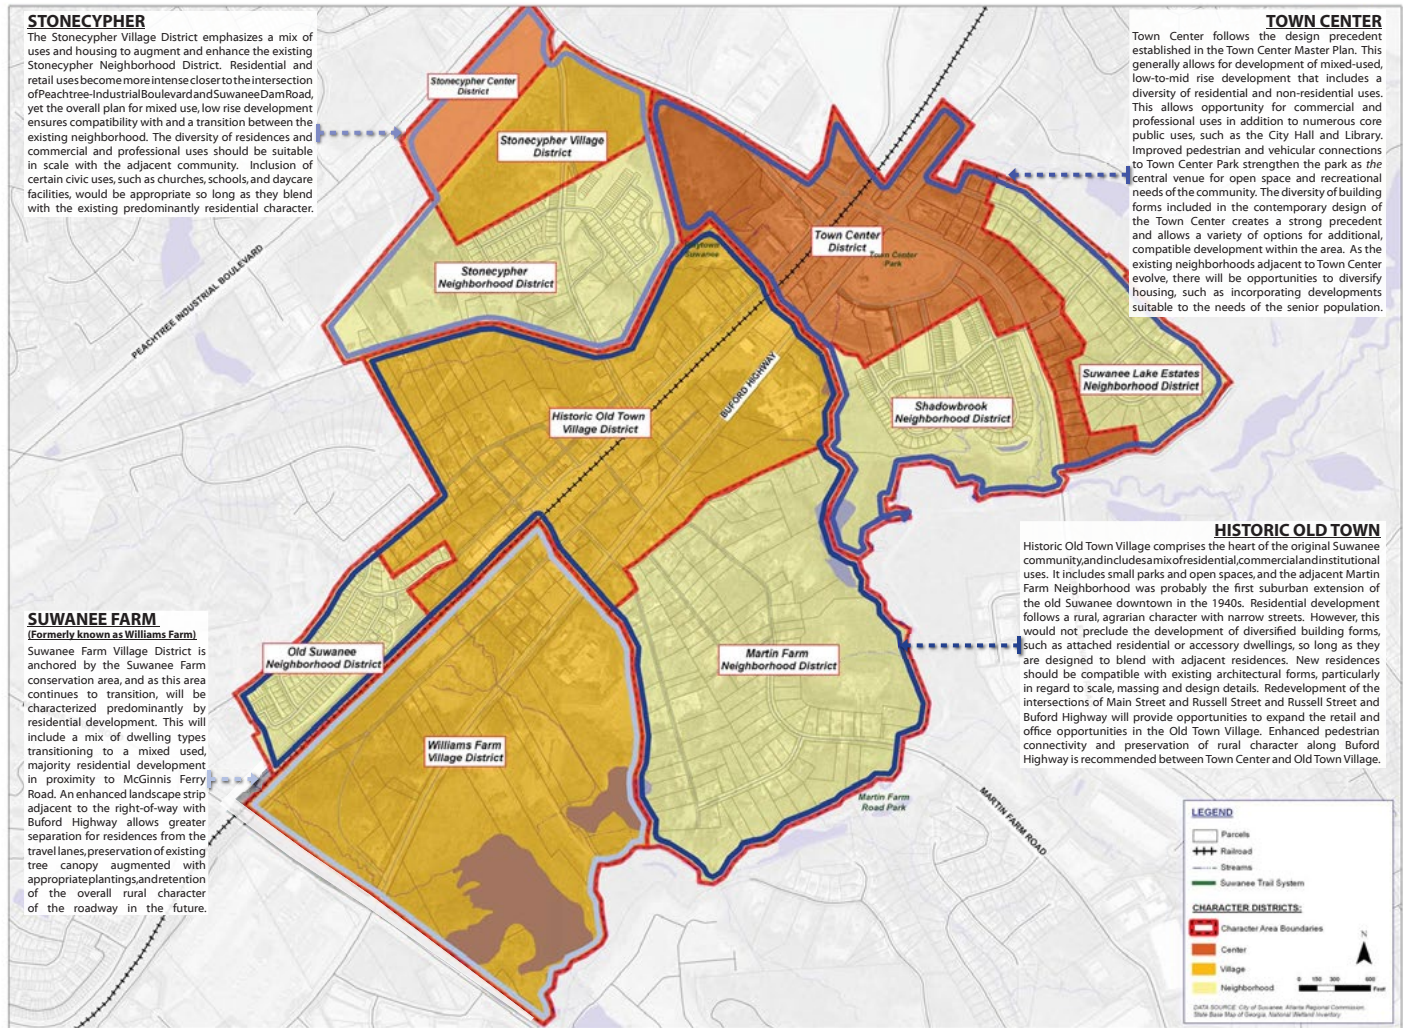 STONECYPHER
The Stonecypher Village District emphasizes a mix of
uses and housing to augment and enhance the existing
Stonecypher Neighborhood District. Residential and
retail uses become more intense closer to the intersection
of Peachtree-Industrial Boulevard and Suwanee Dam Road,
yet the overall plan for mixed use, low rise development
ensures compatibility with and a transition between the
existing neighborhood. The diversity of residences and
commercial and professional uses should be suitable
in scale with the adjacent community. Inclusion of
certain civic uses, such as churches, schools, and daycare
facilities, would be appropriate so long as they blend
with the existing predominantly residential character.
TOWN CENTER
Town Center follows the design precedent
established in the Town Center Master Plan. This
generally allows for development of mixed-used,
low-to-mid rise development that includes a
diversity of residential and non-residential uses.
This allows opportunity for commercial and
professional uses in addition to numerous core
public uses, such as the City Hall and Library.
Improved pedestrian and vehicular connections
to Town Center Park strengthen the park as the
central venue for open space and recreational
needs of the community. The diversity of building
forms included in the contemporary design of
the Town Center creates a strong precedent
and allows a variety of options for additional,
compatible development within the area. As the
existing neighborhoods adjacent to Town Center
evolve, there will be opportunities to diversify
housing, such as incorporating developments
suitable to the needs of the senior population.
Stonecypher Center
District
Stonecypher Village
District
Stonecypher
Neighborhood District
PEACHTREE INDUSTRIAL BOULEVARD
Suwanee
Town Center
District
Town Center
Park
BUFORD HIGHWAY
Historic Old Town
Village District
Shadowbrook
Neighborhood District
Suwanee Lake Estates
Neighborhood District
HISTORIC OLD TOWN
Historic Old Town Village comprises the heart of the original Suwanee
community, and includes a mix of residential, commercial and institutional
uses. It includes small parks and open spaces, and the adjacent Martin
Farm Neighborhood was probably the first suburban extension of
the old Suwanee downtown in the 1940s. Residential development
follows a rural, agrarian character with narrow streets. However, this
would not preclude the development of diversified building forms,
such as attached residential or accessory dwellings, so long as they
are designed to blend with adjacent residences. New residences
should be compatible with existing architectural forms, particularly
in regard to scale, massing and design details. Redevelopment of the
intersections of Main Street and Russell Street and Russell Street and
Buford Highway will provide opportunities to expand the retail and
office opportunities in the Old Town Village. Enhanced pedestrian
connectivity and preservation of rural character along Buford
Highway is recommended between Town Center and Old Town Village.
SUWANEE FARM
(Formerly known as Williams Farm)
Suwanee Farm Village District is
anchored by the Suwanee Farm
conservation area, and as this area
continues to transition, will be
characterized predominantly by
residential development. This will
include a mix of dwelling types
transitioning to a mixed used,
majority residential development
in proximity to McGinnis Ferry
Road. An enhanced landscape strip
adjacent to the right-of-way with
Buford Highway allows greater
separation for residences from the
travel lanes, preservation of existing
tree canopy augmented with
appropriate plantings, and retention
of the overall rural character
of the roadway in the future.
Old Suwanee
Neighborhood District
Martin Farm
Neighborhood District
Williams Farm
Village District
Martin Farm
Road Park
MARTIN FARM ROAD
LEGEND
Parcels
Railroad
Streams
Suwanee Trail System
CHARACTER DISTRICTS:
Character Area Boundaries
Center
Village
Neighborhood
N
0 150 300 600
Feet
DATA SOURCE: City of Suwanee, Atlanta Regional Commission,
State Base Map of Georgia, National Wetland Inventory